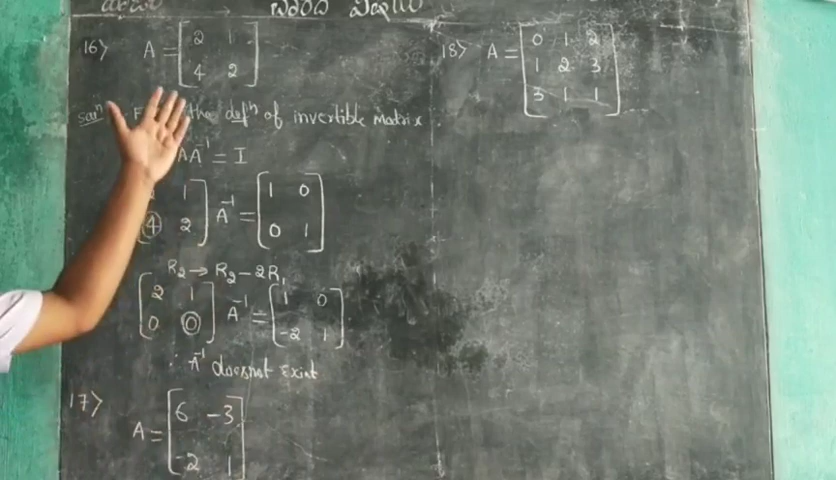 16) A = [2 1
4 2]
solⁿ the defⁿ of invertible matrix
AA⁻¹ = I
1
4 2] A⁻¹ = [1 0
0 1]
R₂ → R₂ - 2R₁
[2 1
0 0] A⁻¹ = [1 0
-2 1]
∴ A⁻¹ doesnot Exist
17)
A = [6 -3
-2 1]
18) A = [0 1 2
1 2 3
3 1 1]